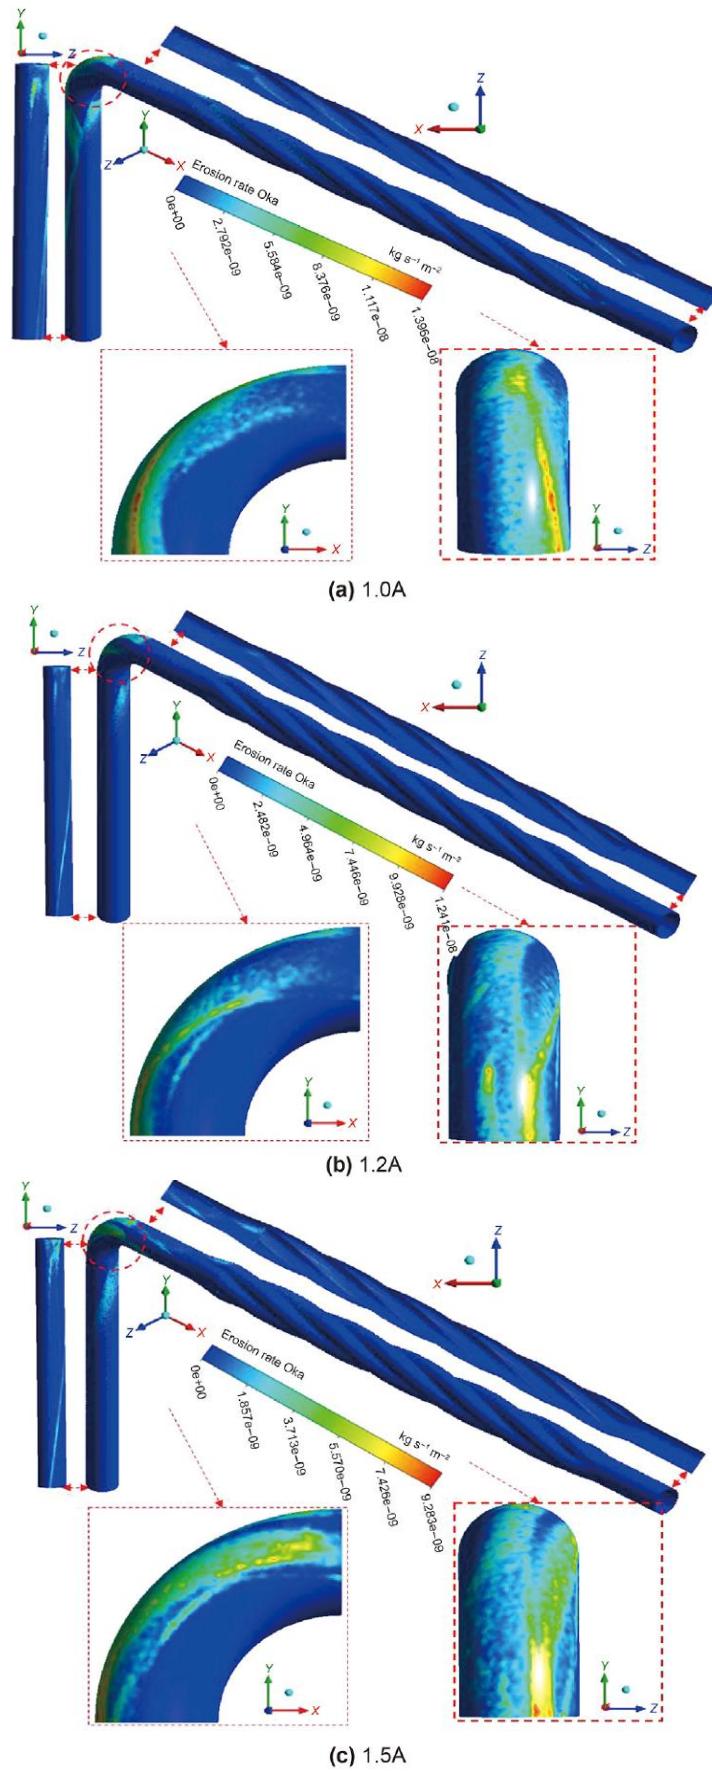 Y
Z
Z
X
Y
Z
X
Erosion rate Oka
kg s⁻¹ m⁻²
0e+00
2.792e−09
5.584e−09
8.376e−09
1.117e−08
1.396e−08
Y
X
Y
Z
(a) 1.0A
Y
Z
Z
X
Y
Z
X
Erosion rate Oka
kg s⁻¹ m⁻²
0e+00
2.482e−09
4.964e−09
7.446e−09
9.928e−09
1.241e−08
Y
X
Y
Z
(b) 1.2A
Y
Z
Z
X
Y
Z
X
Erosion rate Oka
kg s⁻¹ m⁻²
0e+00
1.857e−09
3.713e−09
5.570e−09
7.426e−09
9.283e−09
Y
X
Y
Z
(c) 1.5A